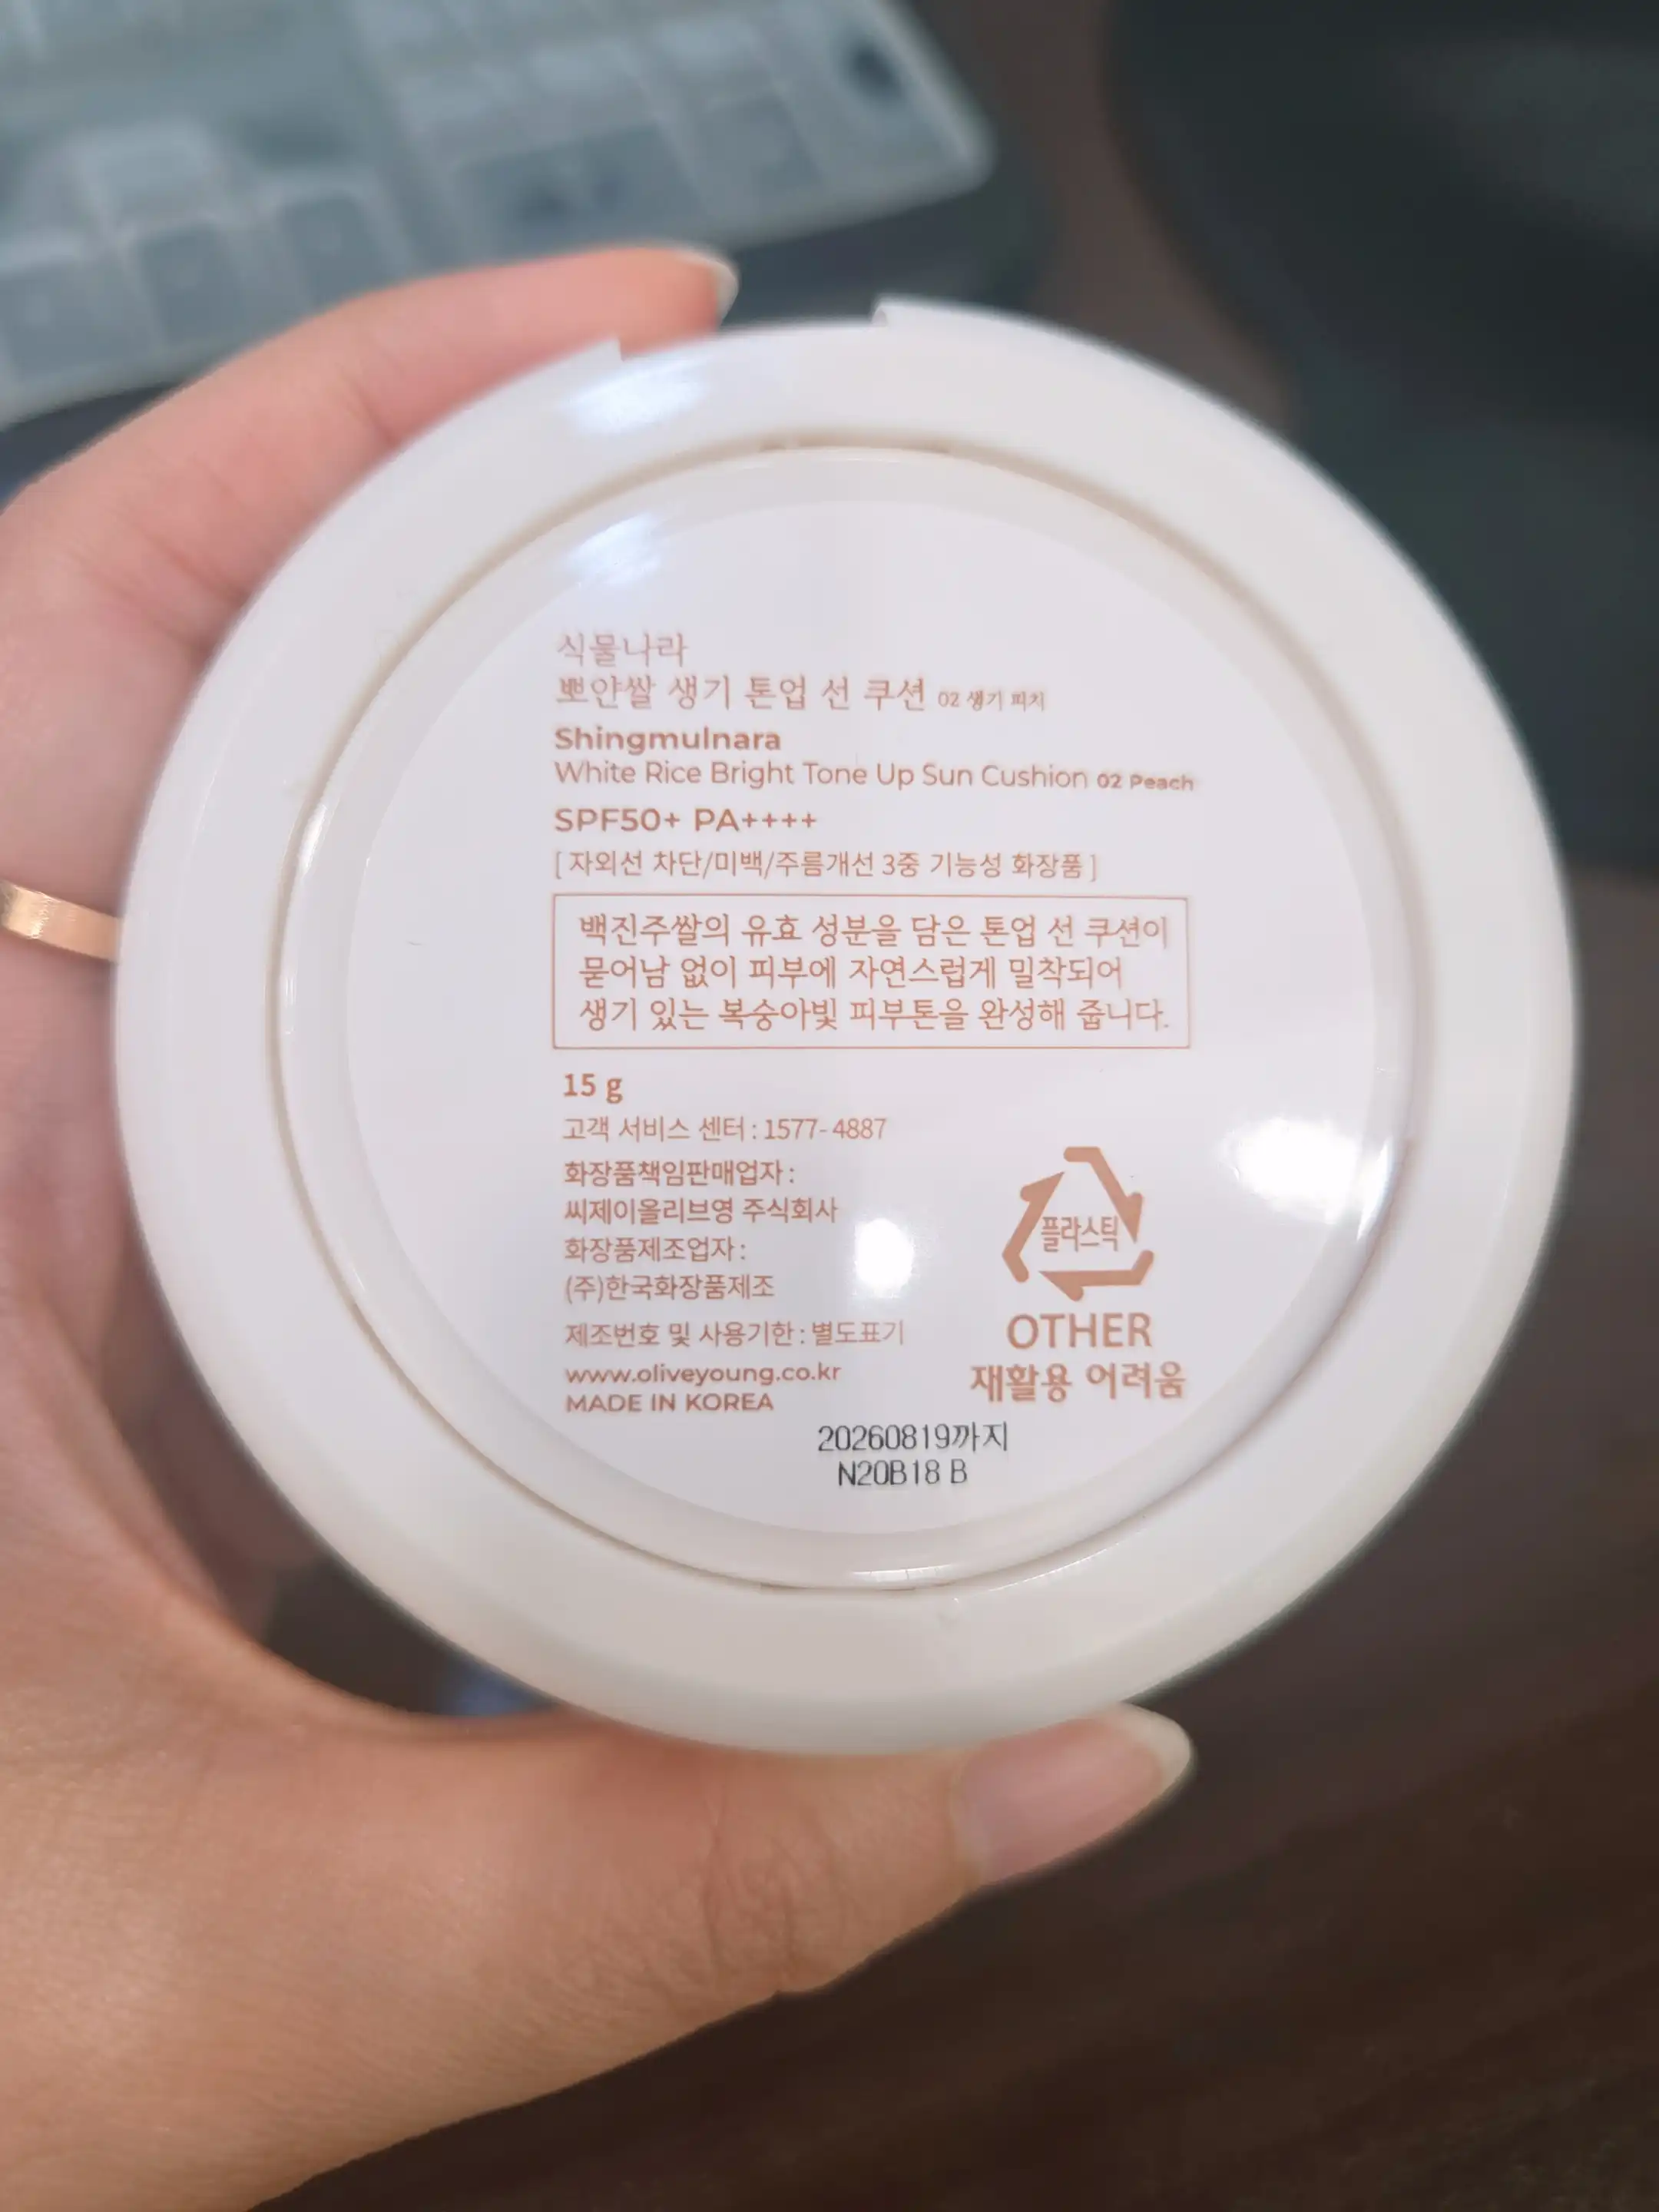 식물나라
뽀얀쌀 생기 톤업 선 쿠션 02 생기 피치
Shingmulnara
White Rice Bright Tone Up Sun Cushion 02 Peach
SPF50+ PA++++
[ 자외선 차단/미백/주름개선 3중 기능성 화장품 ]
백진주쌀의 유효 성분을 담은 톤업 선 쿠션이
묻어남 없이 피부에 자연스럽게 밀착되어
생기 있는 복숭아빛 피부톤을 완성해 줍니다.
15 g
고객 서비스 센터 : 1577- 4887
화장품책임판매업자 :
씨제이올리브영 주식회사
화장품제조업자 :
(주)한국화장품제조
제조번호 및 사용기한 : 별도표기
www.oliveyoung.co.kr
MADE IN KOREA
플라스틱
OTHER
재활용 어려움
20260819까지
N20B18 B